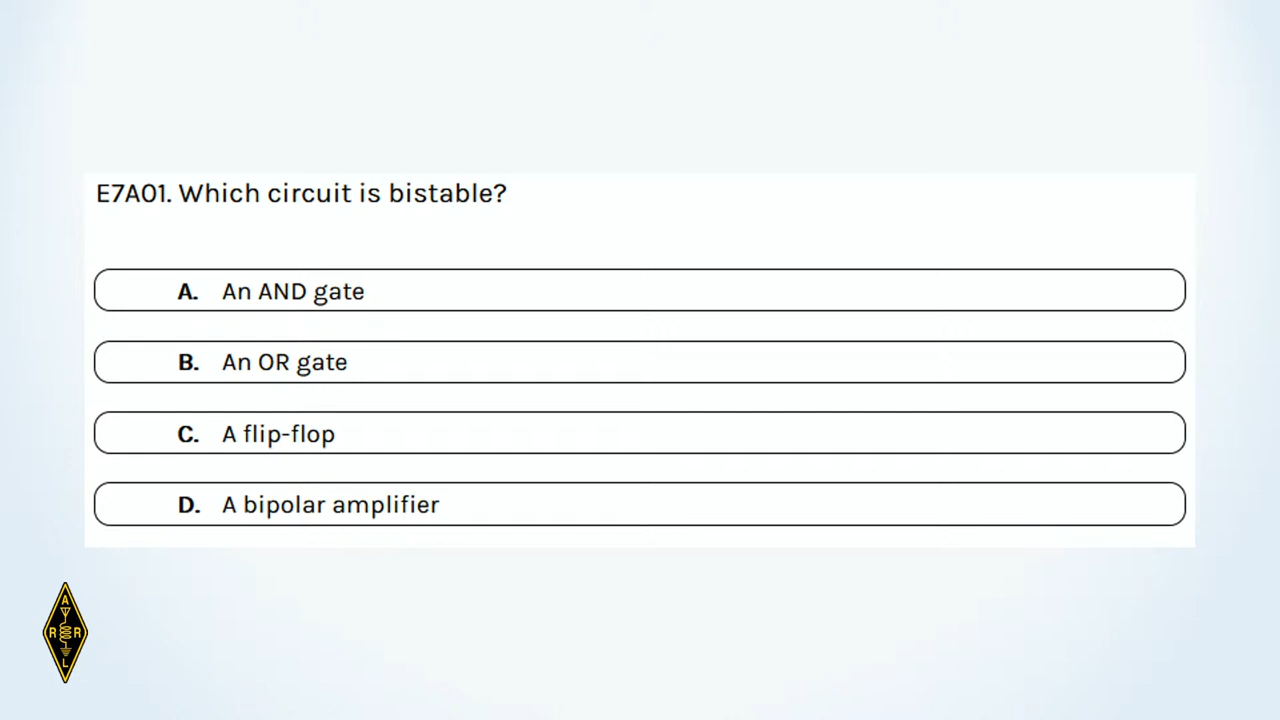 E7A01. Which circuit is bistable?
A. An AND gate
B. An OR gate
C. A flip-flop
D. A bipolar amplifier
A
R R
L